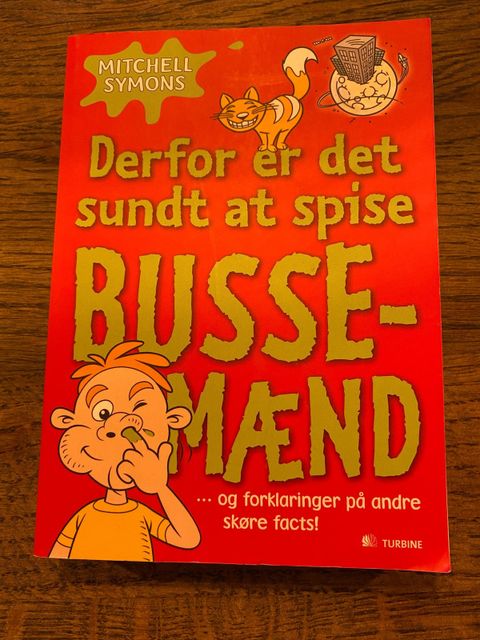 MITCHELL
SYMONS
Derfor er det
sundt at spise
BUSSE-
MÆND
... og forklaringer på andre
skøre facts!
TURBINE